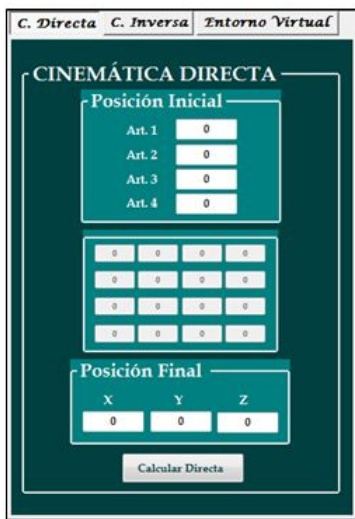 C. Directa C. Inversa Entorno Virtual
CINEMÁTICA DIRECTA
Posición Inicial
Art. 1 0
Art. 2 0
Art. 3 0
Art. 4 0
0 0 0 0
0 0 0 0
0 0 0 0
0 0 0 0
Posición Final
X Y Z
0 0 0
Calcular Directa